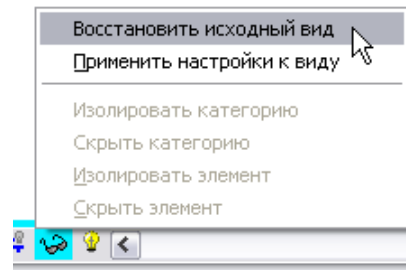 Восстановить исходный вид
Применить настройки к виду
Изолировать категорию
Скрыть категорию
Изолировать элемент
Скрыть элемент